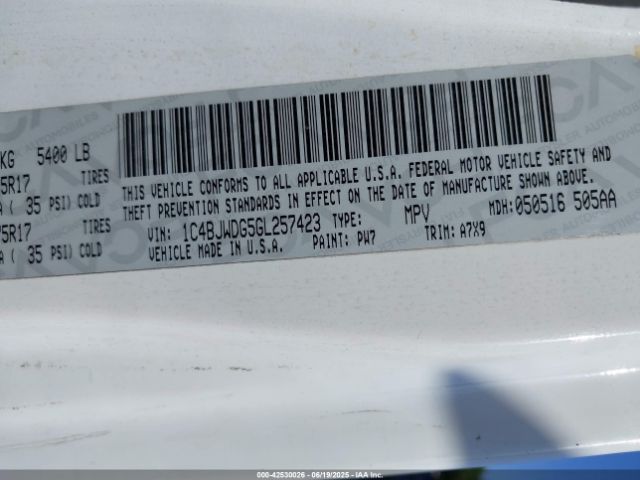 KG 5400 LB
5R17 TIRES
A ( 35 PSI) COLD
75R17 TIRES
A ( 35 PSI) COLD
THIS VEHICLE CONFORMS TO ALL APPLICABLE U.S.A. FEDERAL MOTOR VEHICLE SAFETY AND
THEFT PREVENTION STANDARDS IN EFFECT ON THE DATE OF MANUFACTURE SHOWN ABOVE.
VIN: 1C4BJWDG5GL257423 TYPE: MPV MDH: 050516 505AA
VEHICLE MADE IN U.S.A. PAINT: PW7 TRIM: A7X9
000-42530026 - 06/19/2025 - IAA Inc.